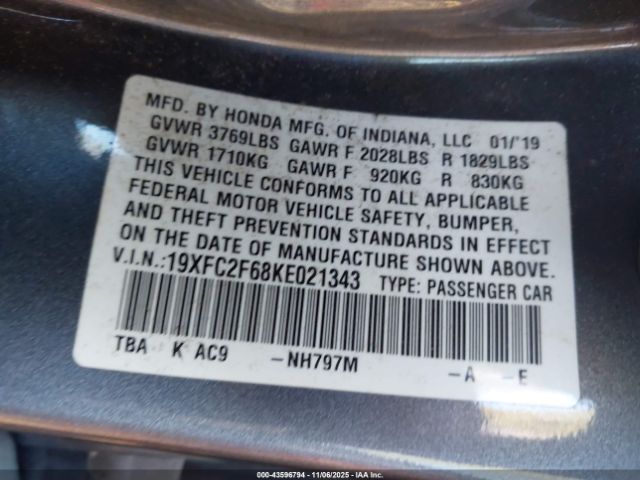 MFD. BY HONDA MFG. OF INDIANA, LLC 01/'19
GVWR 3769LBS GAWR F 2028LBS R 1829LBS
GVWR 1710KG GAWR F 920KG R 830KG
THIS VEHICLE CONFORMS TO ALL APPLICABLE
FEDERAL MOTOR VEHICLE SAFETY, BUMPER,
AND THEFT PREVENTION STANDARDS IN EFFECT
ON THE DATE OF MANUFACTURE SHOWN ABOVE.
V.I.N.:19XFC2F68KE021343 TYPE: PASSENGER CAR
TBA K AC9 -NH797M -A -E
000-43596794 - 11/06/2025 - IAAI.COM